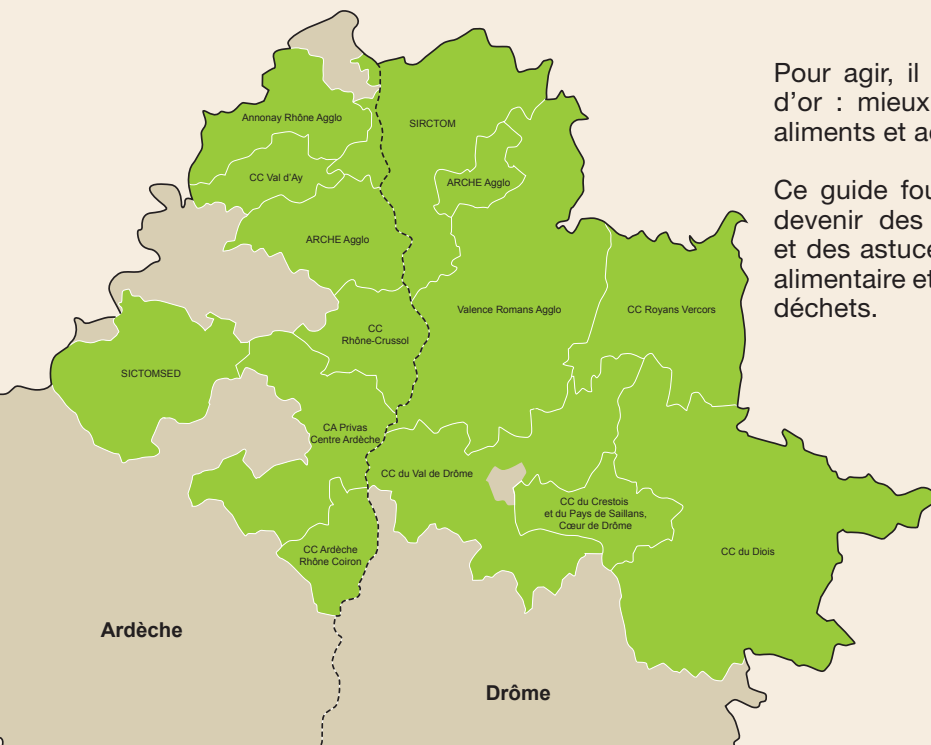 Annonay Rhône Agglo
SIRCTOM
CC Val d'Ay
ARCHE Agglo
ARCHE Agglo
Valence Romans Agglo
CC Royans Vercors
CC
Rhône-Crussol
SICTOMSED
CA Privas
Centre Ardèche
CC du Val de Drôme
CC du Crestois
et du Pays de Saillans,
Cœur de Drôme
CC Ardèche
Rhône Coiron
CC du Diois
Ardèche
Drôme
Pour agir, il
d'or : mieux
aliments et
Ce guide
devenir des
et des
alimentaire et
déchets.